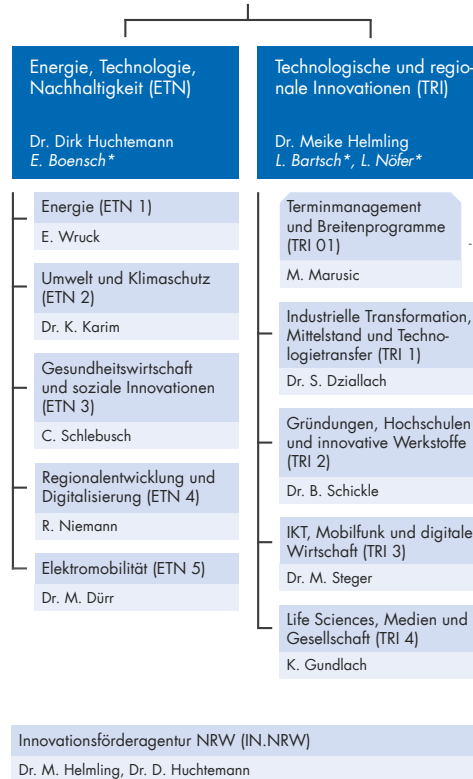 Energie, Technologie,
Nachhaltigkeit (ETN)
Dr. Dirk Huchtemann
E. Boensch*
Energie (ETN 1)
E. Wruck
Umwelt und Klimaschutz
(ETN 2)
Dr. K. Karim
Gesundheitswirtschaft
und soziale Innovationen
(ETN 3)
C. Schlebusch
Regionalentwicklung und
Digitalisierung (ETN 4)
R. Niemann
Elektromobilität (ETN 5)
Dr. M. Dürr
Technologische und regio-
nale Innovationen (TRI)
Dr. Meike Helmling
L. Bartsch*, L. Nöfer*
Terminmanagement
und Breitenprogramme
(TRI 01)
M. Marusic
Industrielle Transformation,
Mittelstand und Techno-
logietransfer (TRI 1)
Dr. S. Dziallach
Gründungen, Hochschulen
und innovative Werkstoffe
(TRI 2)
Dr. B. Schickle
IKT, Mobilfunk und digitale
Wirtschaft (TRI 3)
Dr. M. Steger
Life Sciences, Medien und
Gesellschaft (TRI 4)
K. Gundlach
Innovationsförderagentur NRW (IN.NRW)
Dr. M. Helmling, Dr. D. Huchtemann